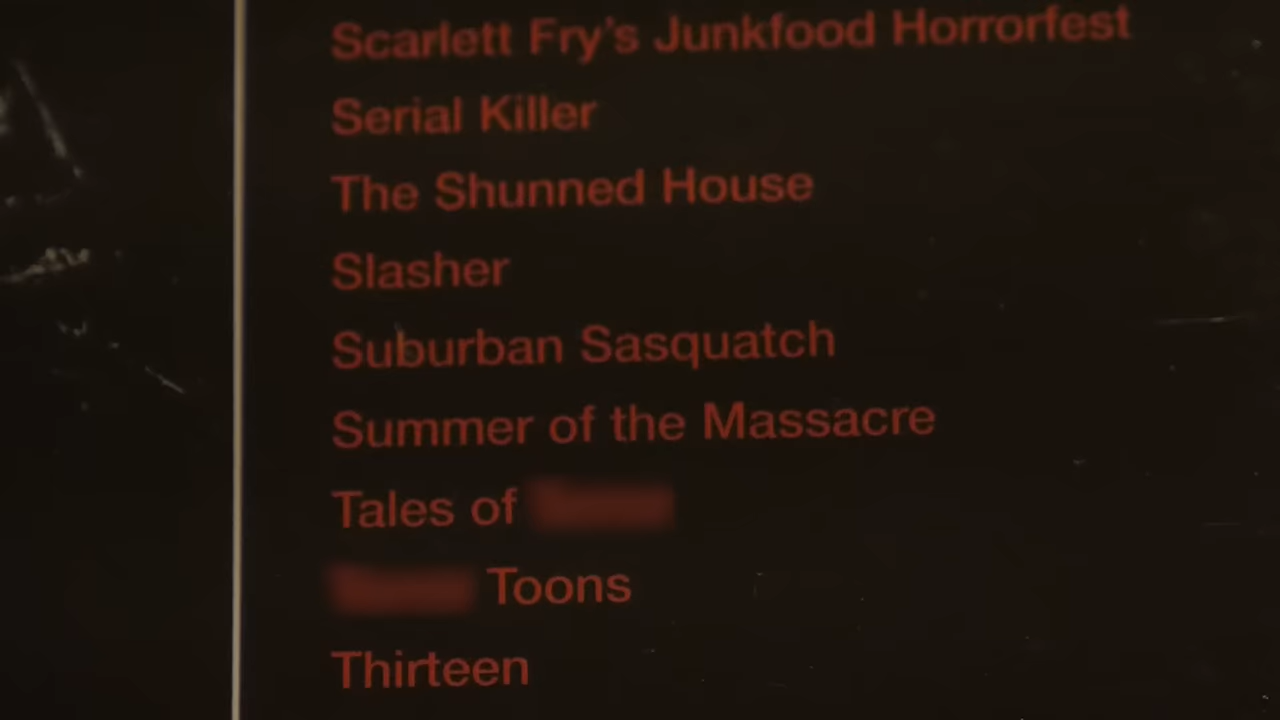 Scarlett Fry's Junkfood Horrorfest
Serial Killer
The Shunned House
Slasher
Suburban Sasquatch
Summer of the Massacre
Tales of
Toons
Thirteen